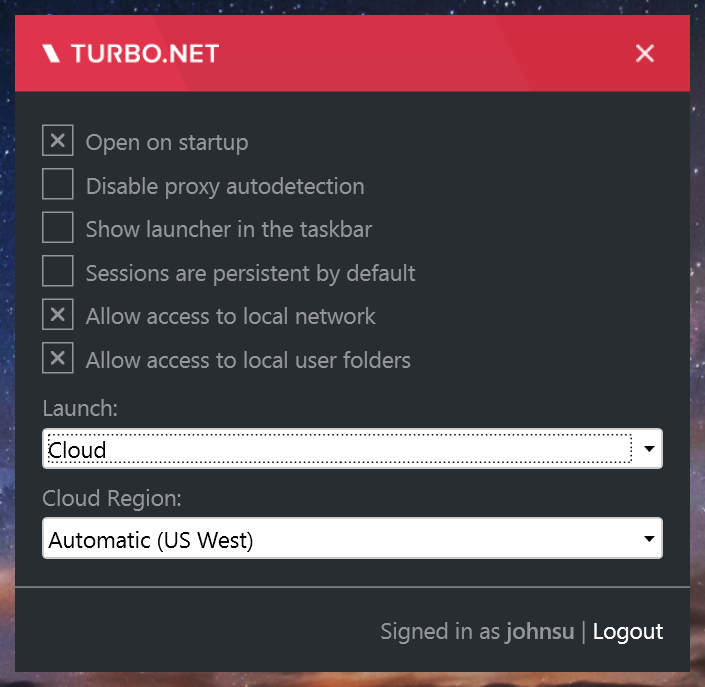 TURBO.NET
Open on startup
Disable proxy autodetection
Show launcher in the taskbar
Sessions are persistent by default
Allow access to local network
Allow access to local user folders
Launch:
Cloud
Cloud Region:
Automatic (US West)
Signed in as johnsu | Logout